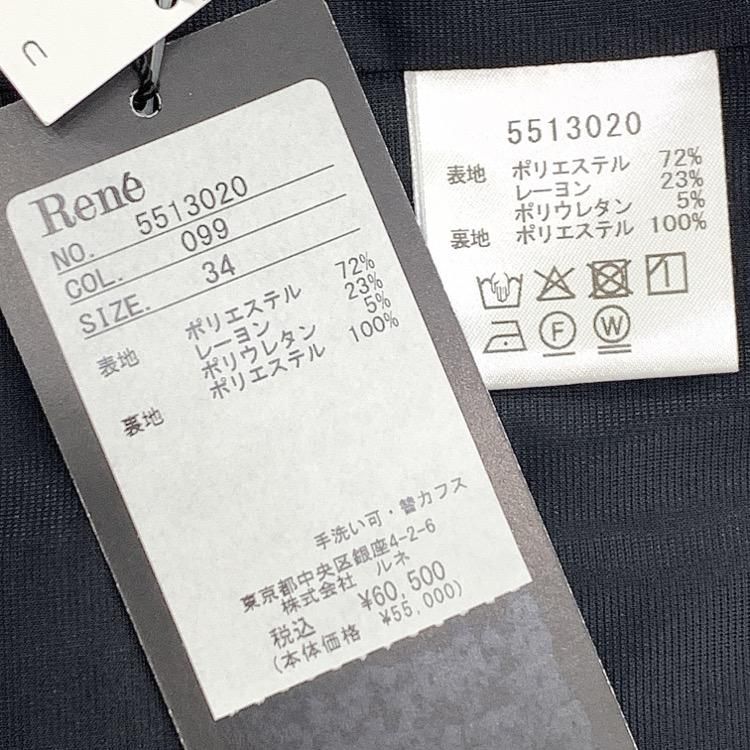 René
NO. 5513020
COL. 099
SIZE. 34
表地 ポリエステル 72%
レーヨン 23%
ポリウレタン 5%
裏地 ポリエステル 100%
手洗い可・替カフス
東京都中央区銀座4-2-6
株式会社 ルネ
税込 ¥60,500
(本体価格 ¥55,000)
5513020
表地 ポリエステル 72%
レーヨン 23%
ポリウレタン 5%
裏地 ポリエステル 100%
F
W